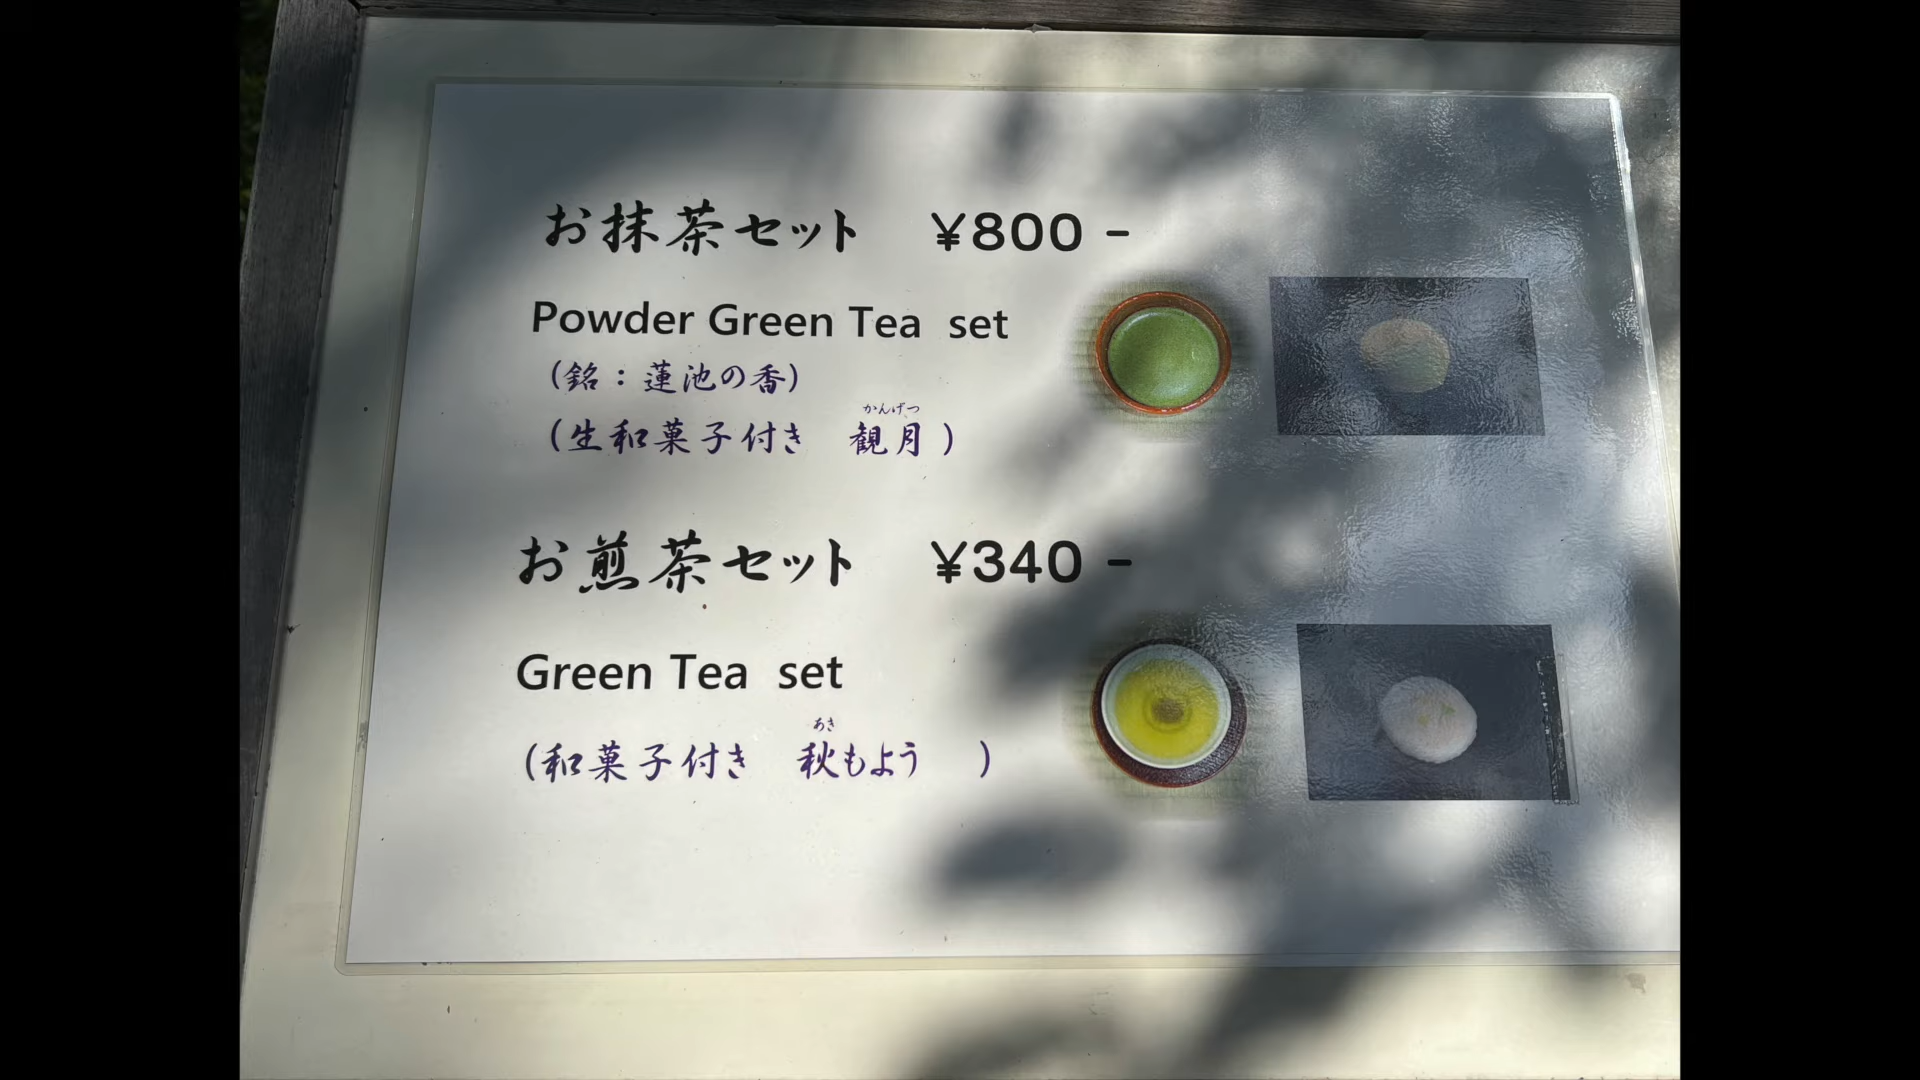 お抹茶セット ¥800 -
Powder Green Tea set
(銘：蓮池の香)
かんげつ
(生和菓子付き 観月 )
お煎茶セット ¥340 -
Green Tea set
あき
(和菓子付き 秋もよう )